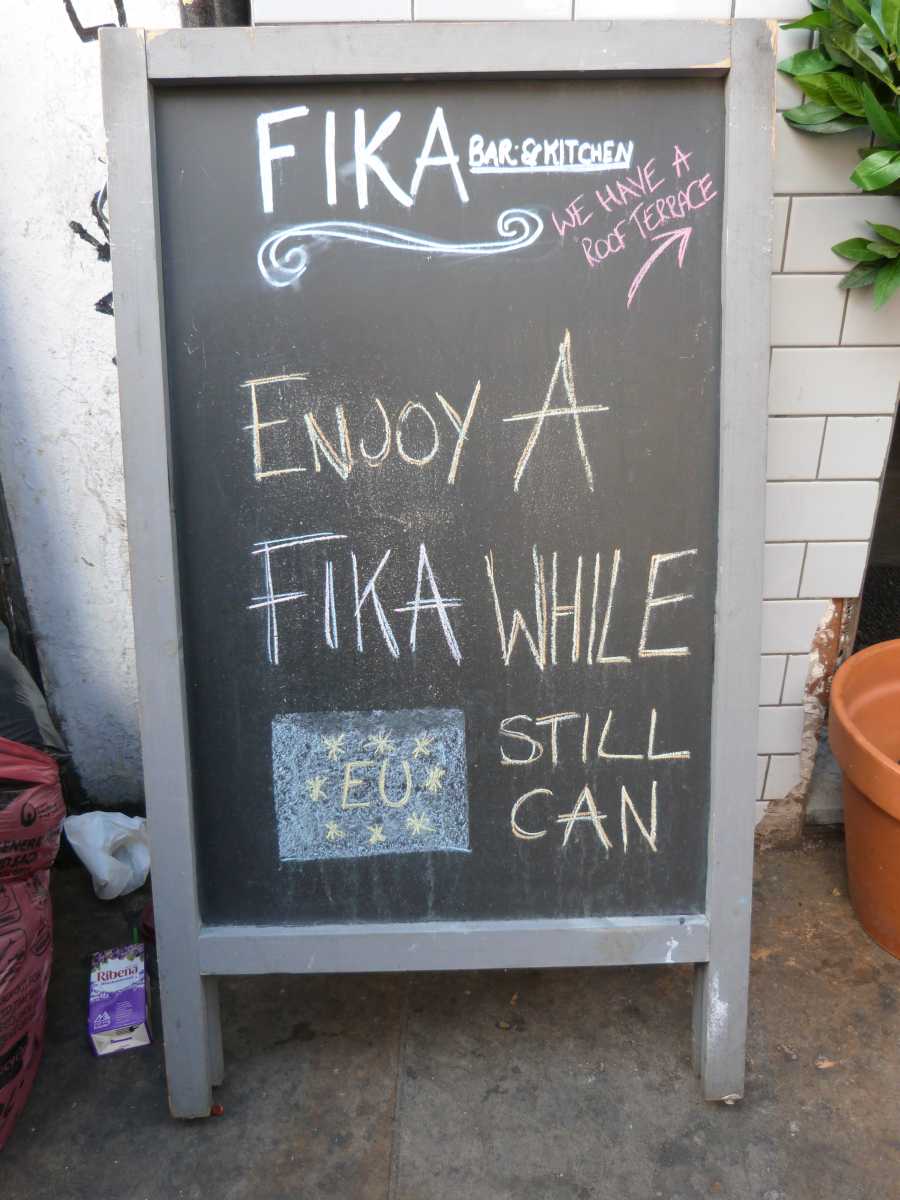 FIKA BAR & KITCHEN
WE HAVE A
ROOF TERRACE
ENJOY A
FIKA WHILE
STILL
EU
CAN
Ribena